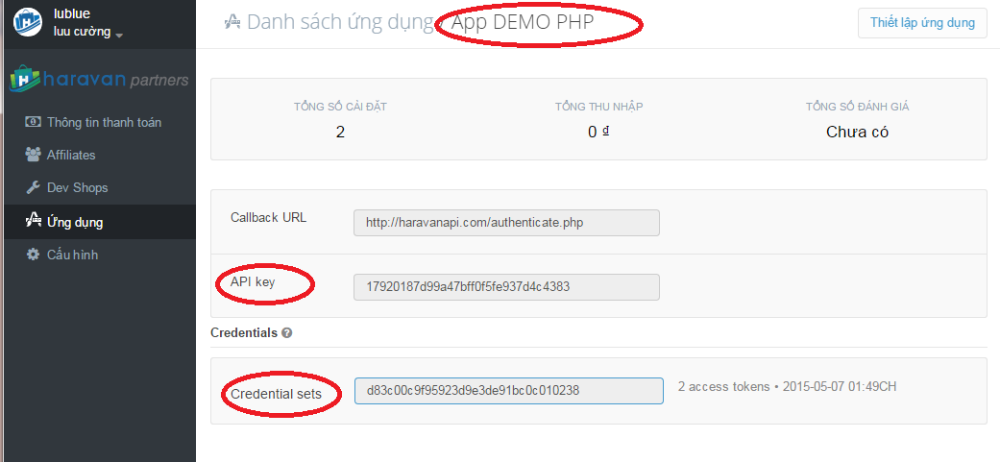 lublue
luu cường
haravan partners
Thông tin thanh toán
Affiliates
Dev Shops
Ứng dụng
Cấu hình
Danh sách ứng dụng / App DEMO PHP
Thiết lập ứng dụng
TỔNG SỐ CÀI ĐẶT
2
TỔNG THU NHẬP
0 ₫
TỔNG SỐ ĐÁNH GIÁ
Chưa có
Callback URL
http://haravanapi.com/authenticate.php
API key
17920187d99a47bff0f5fe937d4c4383
Credentials
Credential sets
d83c00c9f95923d9e3de91bc0c010238
2 access tokens • 2015-05-07 01:49CH